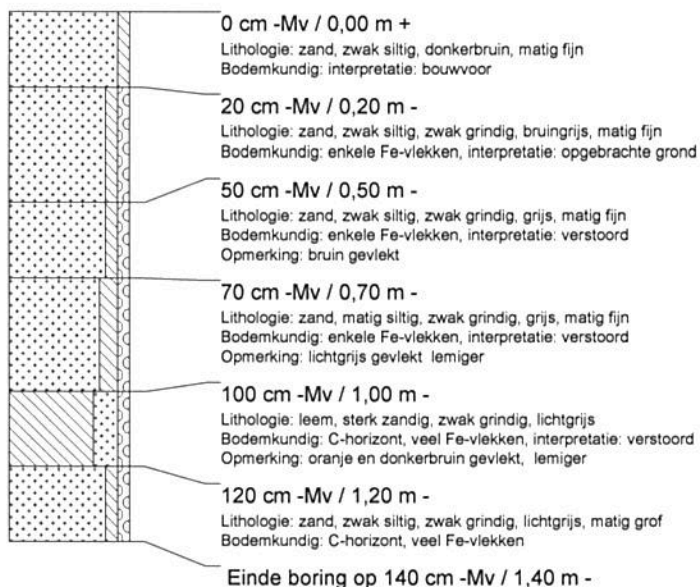 0 cm -Mv / 0,00 m +
Lithologie: zand, zwak siltig, donkerbruin, matig fijn
Bodemkundig: interpretatie: bouwvoor
20 cm -Mv / 0,20 m -
Lithologie: zand, zwak siltig, zwak grindig, bruingrijs, matig fijn
Bodemkundig: enkele Fe-vlekken, interpretatie: opgebrachte grond
50 cm -Mv / 0,50 m -
Lithologie: zand, zwak siltig, zwak grindig, grijs, matig fijn
Bodemkundig: enkele Fe-vlekken, interpretatie: verstoord
Opmerking: bruin gevlekt
70 cm -Mv / 0,70 m -
Lithologie: zand, matig siltig, zwak grindig, grijs, matig fijn
Bodemkundig: enkele Fe-vlekken, interpretatie: verstoord
Opmerking: lichtgrijs gevlekt lemiger
100 cm -Mv / 1,00 m -
Lithologie: leem, sterk zandig, zwak grindig, lichtgrijs
Bodemkundig: C-horizont, veel Fe-vlekken, interpretatie: verstoord
Opmerking: oranje en donkerbruin gevlekt, lemiger
120 cm -Mv / 1,20 m -
Lithologie: zand, zwak siltig, zwak grindig, lichtgrijs, matig grof
Bodemkundig: C-horizont, veel Fe-vlekken
Einde boring op 140 cm -Mv / 1,40 m -